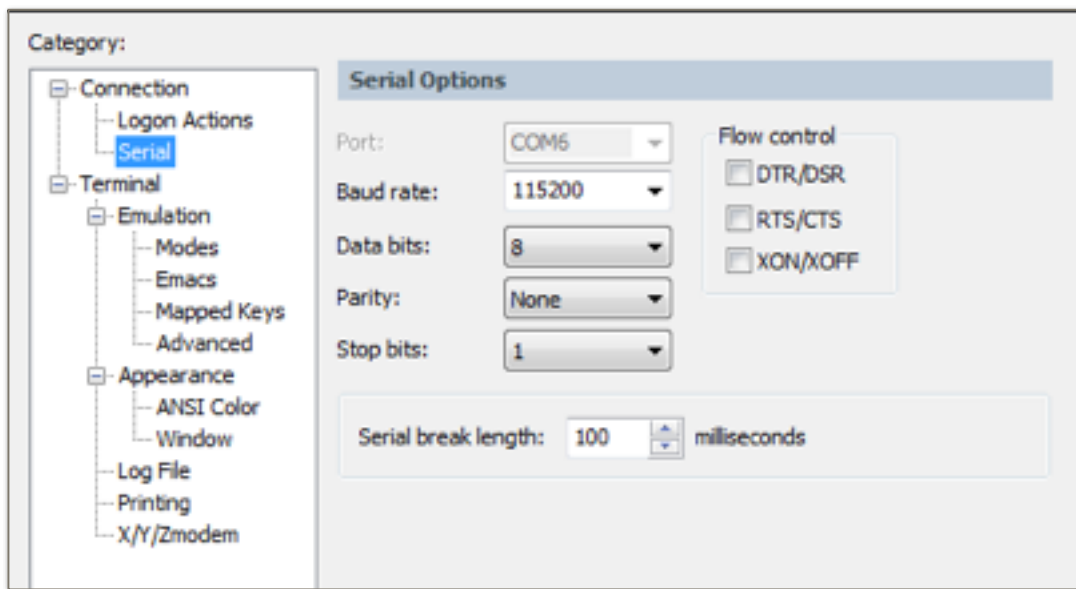 Category:
Connection
Logon Actions
Serial
Terminal
Emulation
Modes
Emacs
Mapped Keys
Advanced
Appearance
ANSI Color
Window
Log File
Printing
X/Y/Zmodem
Serial Options
Port: COM6
Baud rate: 115200
Data bits: 8
Parity: None
Stop bits: 1
Flow control
DTR/DSR
RTS/CTS
XON/XOFF
Serial break length: 100 milliseconds